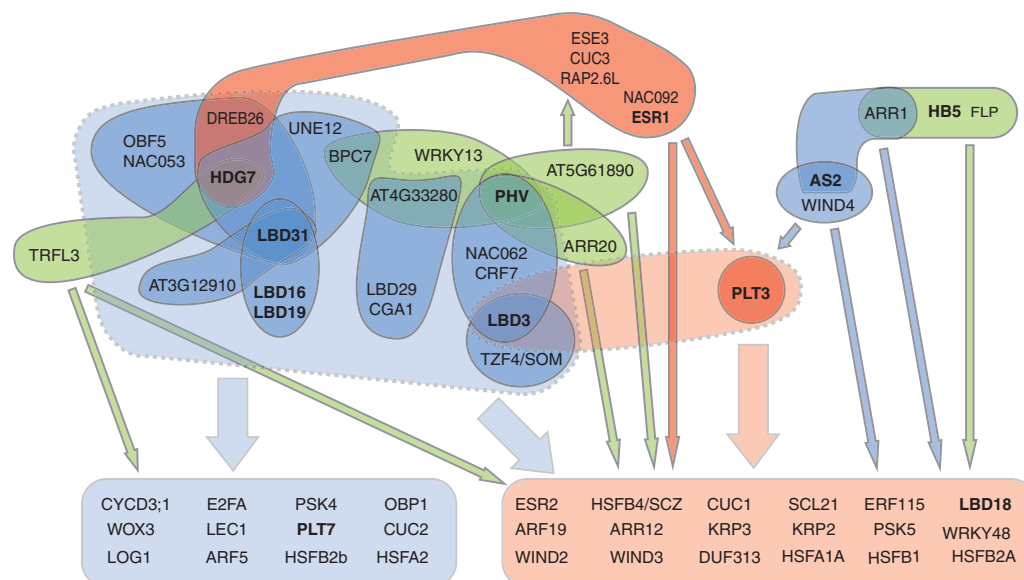 ESE3
CUC3
RAP2.6L
NAC092
ESR1
DREB26
OBF5
NAC053
UNE12
BPC7
WRKY13
HDG7
AT4G33280
PHV
AT5G61890
ARR1
HB5 FLP
AS2
WIND4
TRFL3
LBD31
ARR20
NAC062
CRF7
AT3G12910
LBD16
LBD19
LBD29
CGA1
LBD3
TZF4/SOM
PLT3
CYCD3;1 E2FA PSK4 OBP1
WOX3 LEC1 PLT7 CUC2
LOG1 ARF5 HSFB2b HSFA2
ESR2 HSFB4/SCZ CUC1 SCL21 ERF115 LBD18
ARF19 ARR12 KRP3 KRP2 PSK5 WRKY48
WIND2 WIND3 DUF313 HSFA1A HSFB1 HSFB2A